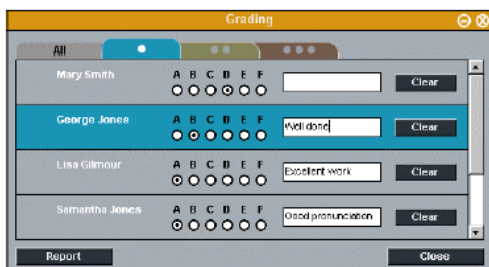 Grading
All
Mary Smith A B C D E F Clear
George Jones A B C D E F Well done Clear
Lisa Gilmour A B C D E F Excellent work Clear
Samantha Jones A B C D E F Good pronunciation Clear
Report Close